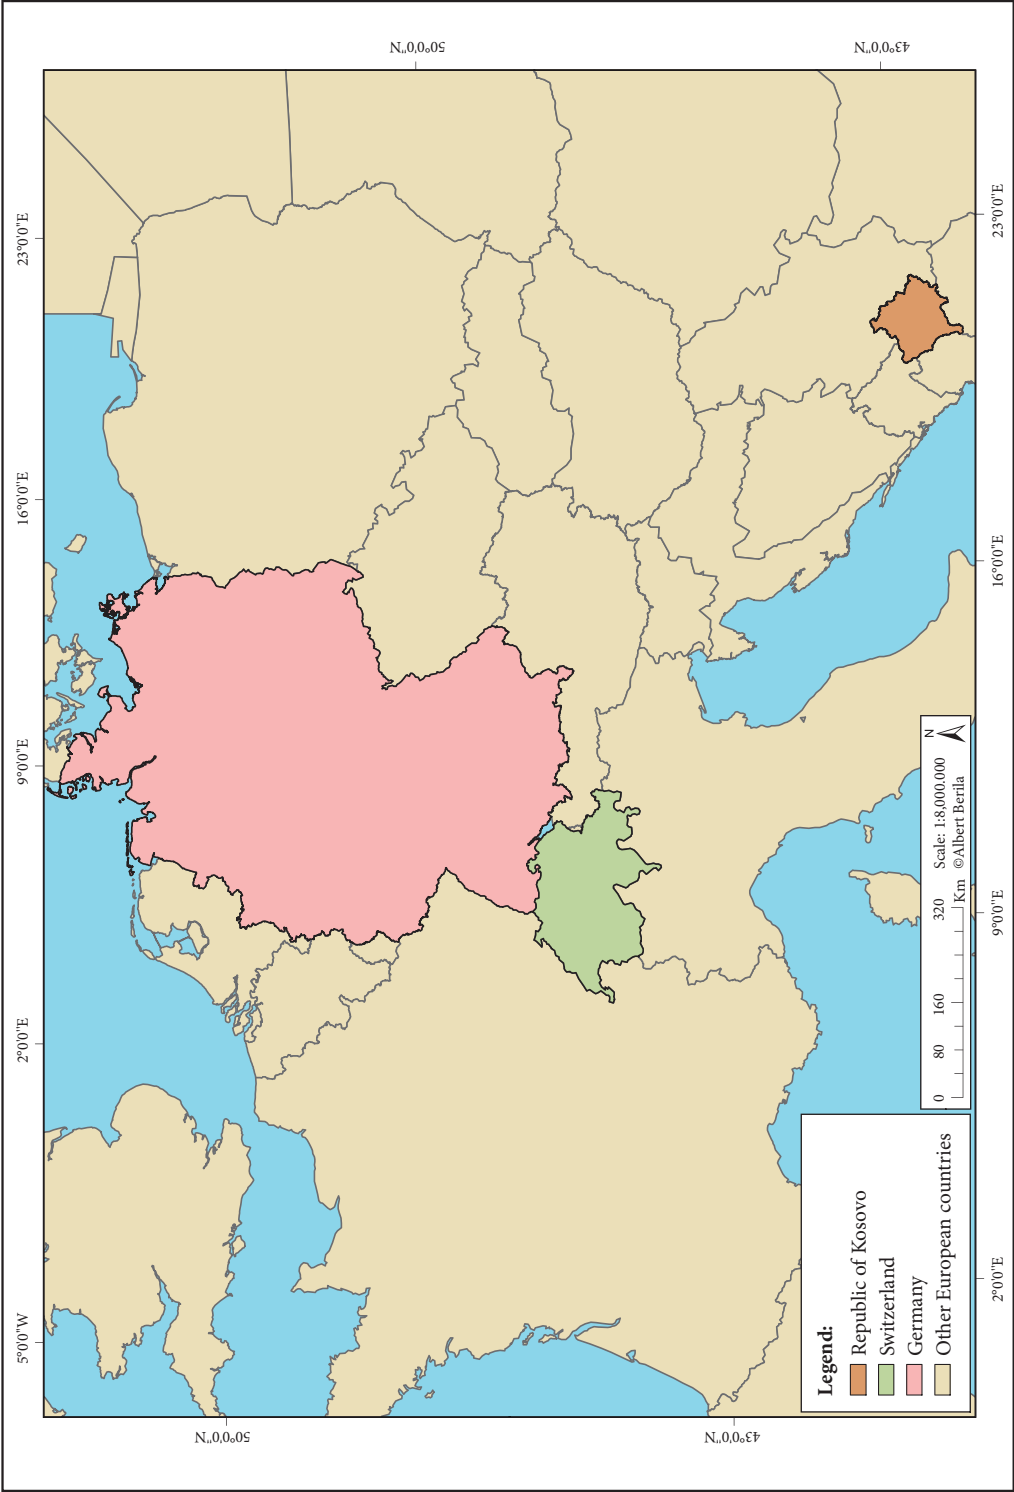 5°0'0"W 2°0'0"E 9°0'0"E 16°0'0"E 23°0'0"E
50°0'0"N
50°0'0"N
43°0'0"N
43°0'0"N
Legend:
Republic of Kosovo
Switzerland
Germany
Other European countries
N
0 80 160 320 Scale: 1:8,000.000
Km ©Albert Berila
2°0'0"E 9°0'0"E 16°0'0"E 23°0'0"E